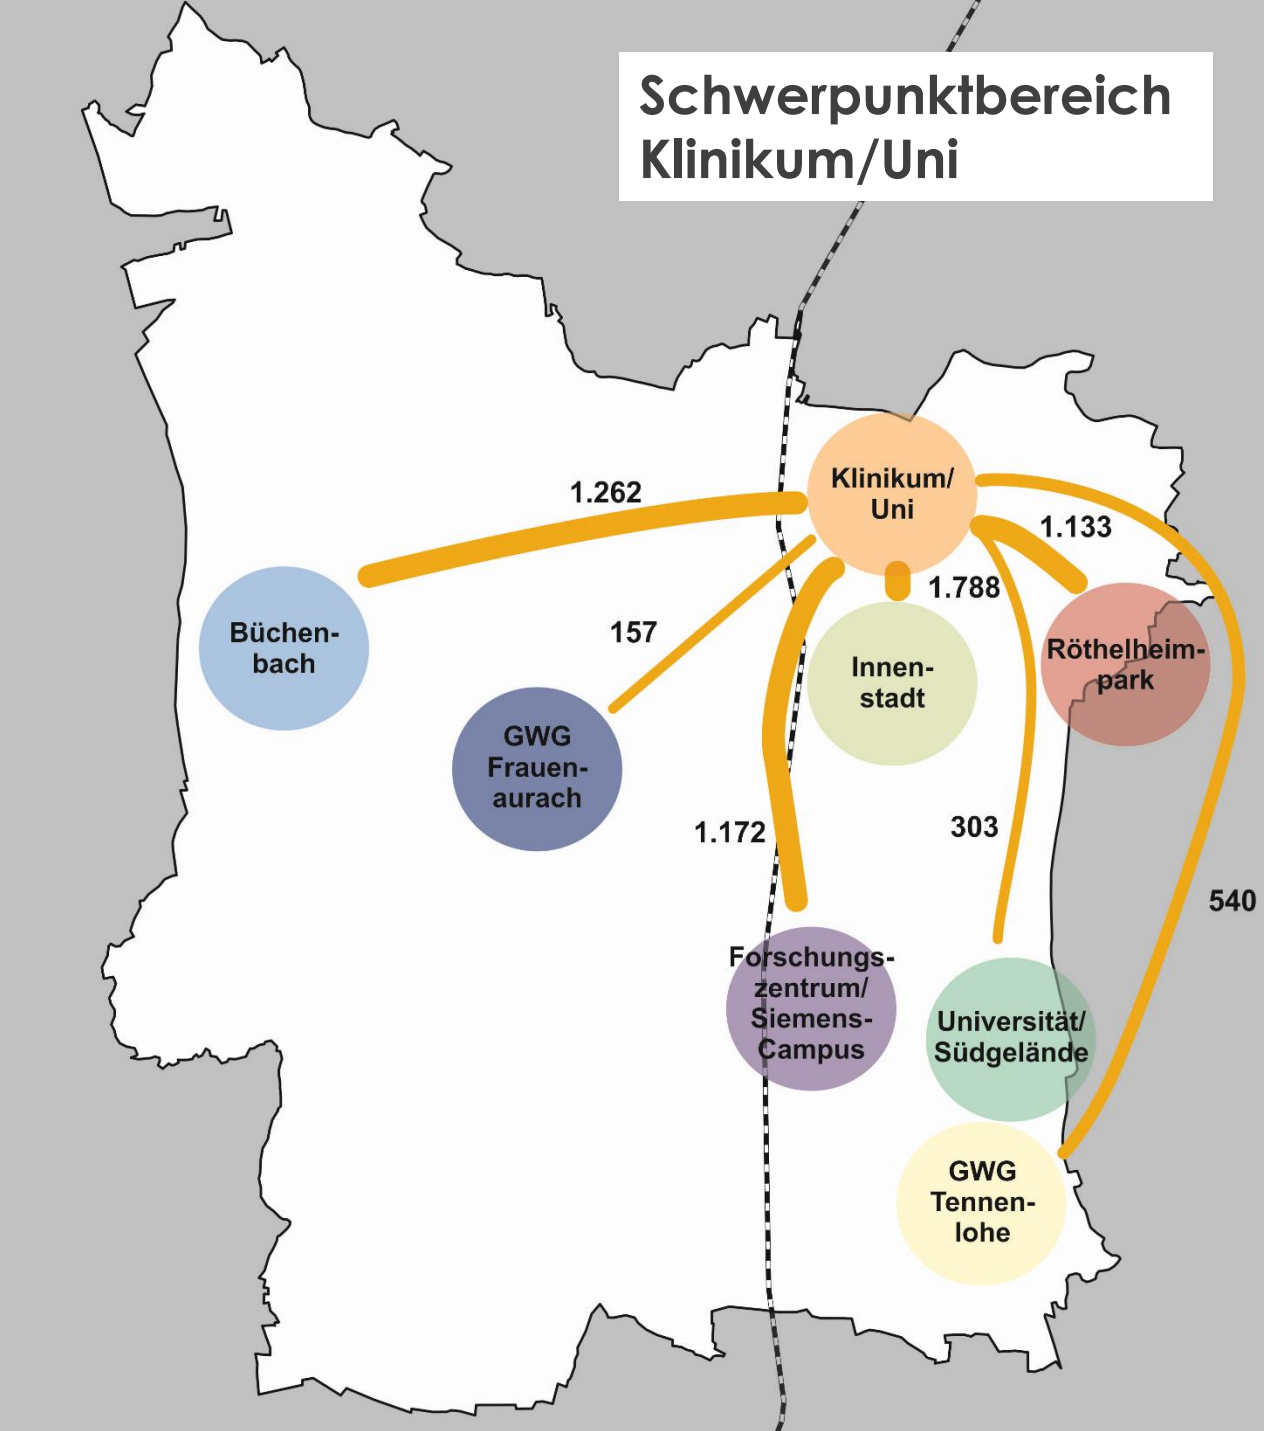 Schwerpunktbereich
Klinikum/Uni
Klinikum/
Uni
1.262
1.133
1.788
157
Büchen-
bach
Innen-
stadt
Röthelheim-
park
GWG
Frauen-
aurach
1.172
303
540
Forschungs-
zentrum/
Siemens-
Campus
Universität/
Südgelände
GWG
Tennen-
lohe